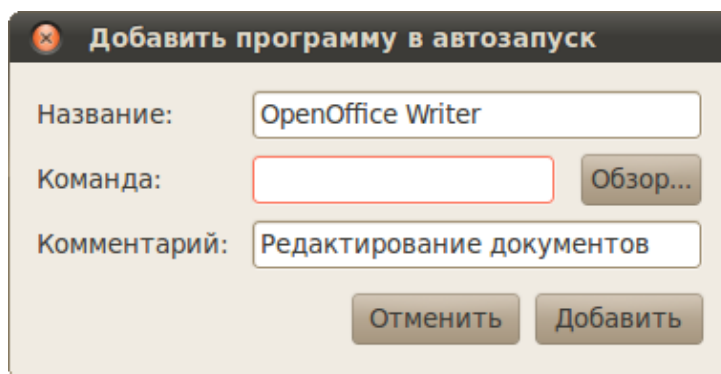 Добавить программу в автозапуск
Название: OpenOffice Writer
Команда: Обзор...
Комментарий: Редактирование документов
Отменить Добавить